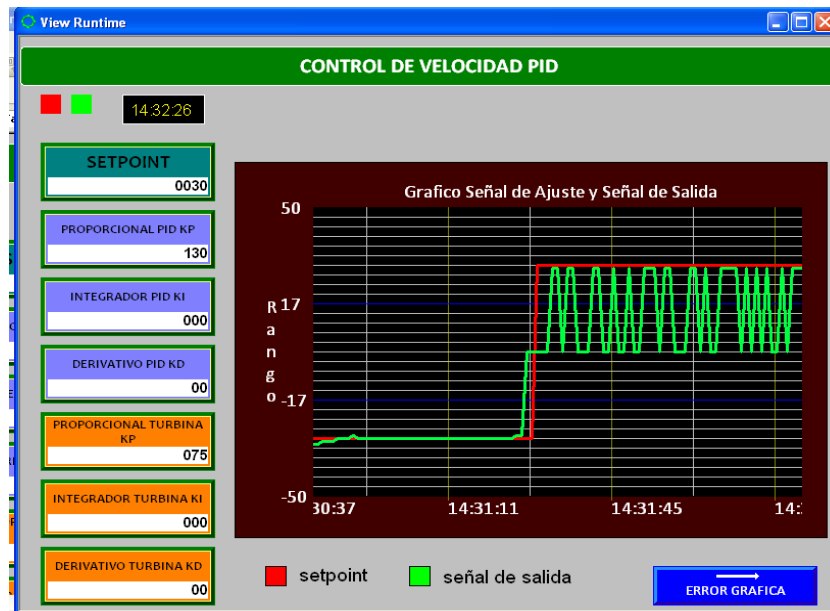 View Runtime
CONTROL DE VELOCIDAD PID
14:32:26
SETPOINT
0030
PROPORCIONAL PID KP
130
INTEGRADOR PID KI
000
DERIVATIVO PID KD
00
PROPORCIONAL TURBINA
KP
075
INTEGRADOR TURBINA KI
000
DERIVATIVO TURBINA KD
00
Grafico Señal de Ajuste y Señal de Salida
50
17
-17
-50
Rango
30:37 14:31:11 14:31:45 14:
setpoint
señal de salida
ERROR GRAFICA